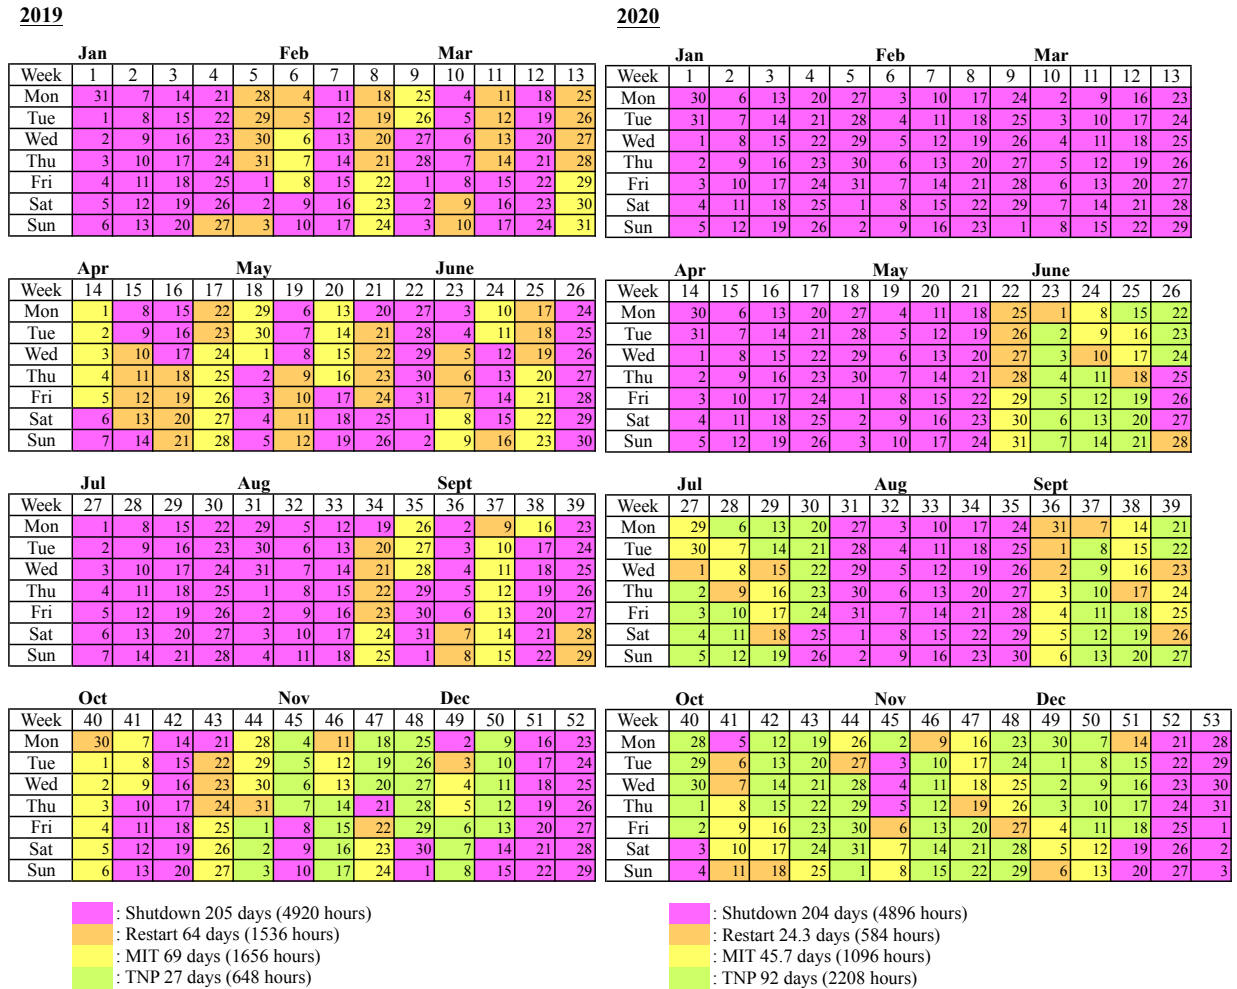 2019
Jan Feb Mar
Week 1 2 3 4 5 6 7 8 9 10 11 12 13
Mon 31 7 14 21 28 4 11 18 25 4 11 18 25
Tue 1 8 15 22 29 5 12 19 26 5 12 19 26
Wed 2 9 16 23 30 6 13 20 27 6 13 20 27
Thu 3 10 17 24 31 7 14 21 28 7 14 21 28
Fri 4 11 18 25 1 8 15 22 1 8 15 22 29
Sat 5 12 19 26 2 9 16 23 2 9 16 23 30
Sun 6 13 20 27 3 10 17 24 3 10 17 24 31
Apr May June
Week 14 15 16 17 18 19 20 21 22 23 24 25 26
Mon 1 8 15 22 29 6 13 20 27 3 10 17 24
Tue 2 9 16 23 30 7 14 21 28 4 11 18 25
Wed 3 10 17 24 1 8 15 22 29 5 12 19 26
Thu 4 11 18 25 2 9 16 23 30 6 13 20 27
Fri 5 12 19 26 3 10 17 24 31 7 14 21 28
Sat 6 13 20 27 4 11 18 25 1 8 15 22 29
Sun 7 14 21 28 5 12 19 26 2 9 16 23 30
Jul Aug Sept
Week 27 28 29 30 31 32 33 34 35 36 37 38 39
Mon 1 8 15 22 29 5 12 19 26 2 9 16 23
Tue 2 9 16 23 30 6 13 20 27 3 10 17 24
Wed 3 10 17 24 31 7 14 21 28 4 11 18 25
Thu 4 11 18 25 1 8 15 22 29 5 12 19 26
Fri 5 12 19 26 2 9 16 23 30 6 13 20 27
Sat 6 13 20 27 3 10 17 24 31 7 14 21 28
Sun 7 14 21 28 4 11 18 25 1 8 15 22 29
Oct Nov Dec
Week 40 41 42 43 44 45 46 47 48 49 50 51 52
Mon 30 7 14 21 28 4 11 18 25 2 9 16 23
Tue 1 8 15 22 29 5 12 19 26 3 10 17 24
Wed 2 9 16 23 30 6 13 20 27 4 11 18 25
Thu 3 10 17 24 31 7 14 21 28 5 12 19 26
Fri 4 11 18 25 1 8 15 22 29 6 13 20 27
Sat 5 12 19 26 2 9 16 23 30 7 14 21 28
Sun 6 13 20 27 3 10 17 24 1 8 15 22 29
: Shutdown 205 days (4920 hours)
: Restart 64 days (1536 hours)
: MIT 69 days (1656 hours)
: TNP 27 days (648 hours)
2020
Jan Feb Mar
Week 1 2 3 4 5 6 7 8 9 10 11 12 13
Mon 30 6 13 20 27 3 10 17 24 2 9 16 23
Tue 31 7 14 21 28 4 11 18 25 3 10 17 24
Wed 1 8 15 22 29 5 12 19 26 4 11 18 25
Thu 2 9 16 23 30 6 13 20 27 5 12 19 26
Fri 3 10 17 24 31 7 14 21 28 6 13 20 27
Sat 4 11 18 25 1 8 15 22 29 7 14 21 28
Sun 5 12 19 26 2 9 16 23 1 8 15 22 29
Apr May June
Week 14 15 16 17 18 19 20 21 22 23 24 25 26
Mon 30 6 13 20 27 4 11 18 25 1 8 15 22
Tue 31 7 14 21 28 5 12 19 26 2 9 16 23
Wed 1 8 15 22 29 6 13 20 27 3 10 17 24
Thu 2 9 16 23 30 7 14 21 28 4 11 18 25
Fri 3 10 17 24 1 8 15 22 29 5 12 19 26
Sat 4 11 18 25 2 9 16 23 30 6 13 20 27
Sun 5 12 19 26 3 10 17 24 31 7 14 21 28
Jul Aug Sept
Week 27 28 29 30 31 32 33 34 35 36 37 38 39
Mon 29 6 13 20 27 3 10 17 24 31 7 14 21
Tue 30 7 14 21 28 4 11 18 25 1 8 15 22
Wed 1 8 15 22 29 5 12 19 26 2 9 16 23
Thu 2 9 16 23 30 6 13 20 27 3 10 17 24
Fri 3 10 17 24 31 7 14 21 28 4 11 18 25
Sat 4 11 18 25 1 8 15 22 29 5 12 19 26
Sun 5 12 19 26 2 9 16 23 30 6 13 20 27
Oct Nov Dec
Week 40 41 42 43 44 45 46 47 48 49 50 51 52 53
Mon 28 5 12 19 26 2 9 16 23 30 7 14 21 28
Tue 29 6 13 20 27 3 10 17 24 1 8 15 22 29
Wed 30 7 14 21 28 4 11 18 25 2 9 16 23 30
Thu 1 8 15 22 29 5 12 19 26 3 10 17 24 31
Fri 2 9 16 23 30 6 13 20 27 4 11 18 25 1
Sat 3 10 17 24 31 7 14 21 28 5 12 19 26 2
Sun 4 11 18 25 1 8 15 22 29 6 13 20 27 3
: Shutdown 204 days (4896 hours)
: Restart 24.3 days (584 hours)
: MIT 45.7 days (1096 hours)
: TNP 92 days (2208 hours)